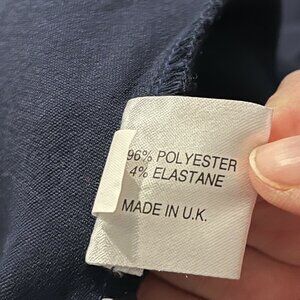 96% POLYESTER
4% ELASTANE
MADE IN U.K.